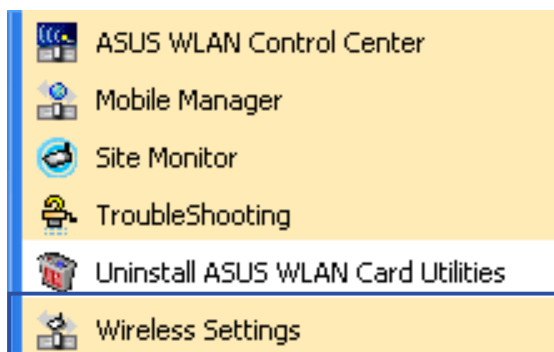 ASUS WLAN Control Center
Mobile Manager
Site Monitor
TroubleShooting
Uninstall ASUS WLAN Card Utilities
Wireless Settings